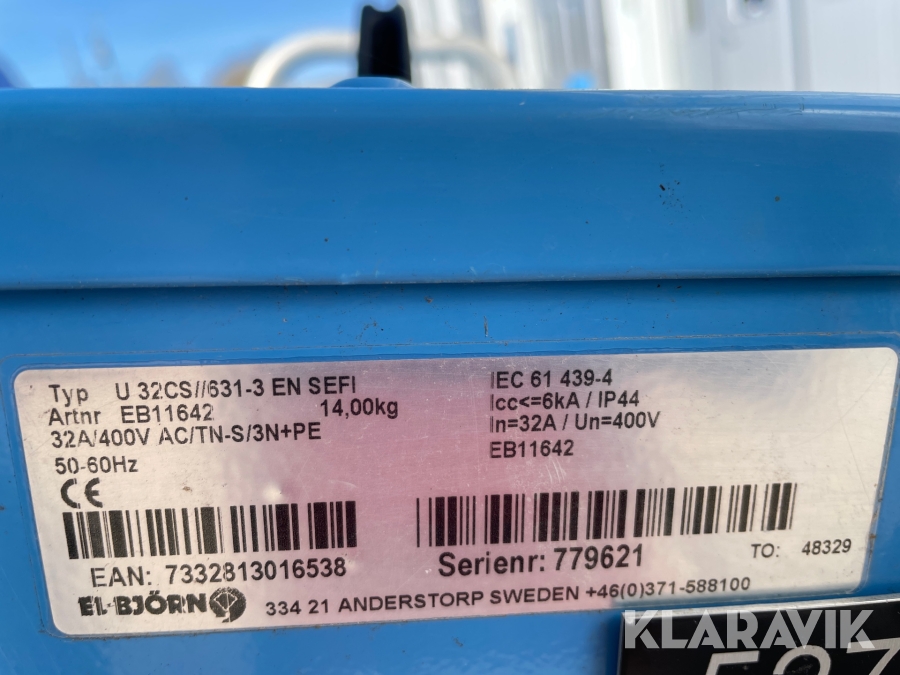 Typ U 32CS//631-3 EN SEFI
Artnr EB11642 14,00kg
32A/400V AC/TN-S/3N+PE
50-60Hz
CE
IEC 61 439-4
Icc<=6kA / IP44
In=32A / Un=400V
EB11642
EAN: 7332813016538
Serienr: 779621
TO: 48329
EL-BJÖRN
334 21 ANDERSTORP SWEDEN +46(0)371-588100
KLARAVIK